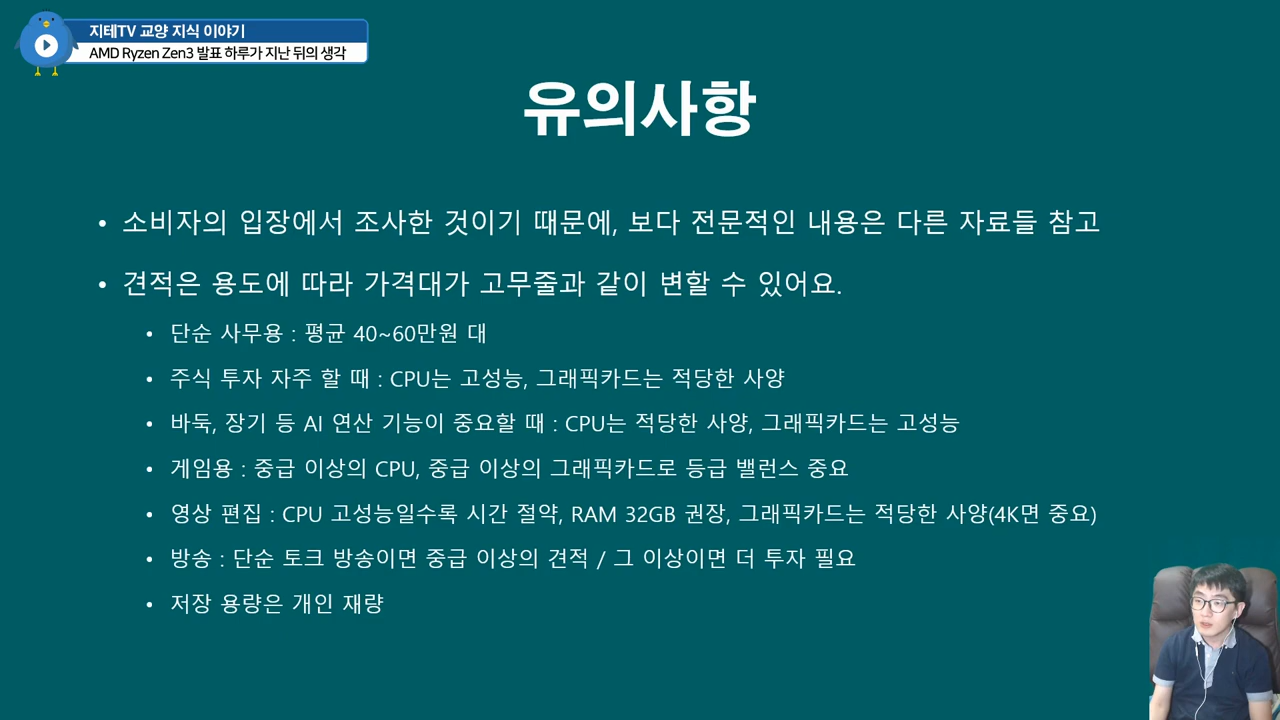 지테TV 교양 지식 이야기
AMD Ryzen Zen3 발표 하루가 지난 뒤의 생각
유의사항
• 소비자의 입장에서 조사한 것이기 때문에, 보다 전문적인 내용은 다른 자료들 참고
• 견적은 용도에 따라 가격대가 고무줄과 같이 변할 수 있어요.
• 단순 사무용 : 평균 40~60만원 대
• 주식 투자 자주 할 때 : CPU는 고성능, 그래픽카드는 적당한 사양
• 바둑, 장기 등 AI 연산 기능이 중요할 때 : CPU는 적당한 사양, 그래픽카드는 고성능
• 게임용 : 중급 이상의 CPU, 중급 이상의 그래픽카드로 등급 밸런스 중요
• 영상 편집 : CPU 고성능일수록 시간 절약, RAM 32GB 권장, 그래픽카드는 적당한 사양(4K면 중요)
• 방송 : 단순 토크 방송이면 중급 이상의 견적 / 그 이상이면 더 투자 필요
• 저장 용량은 개인 재량